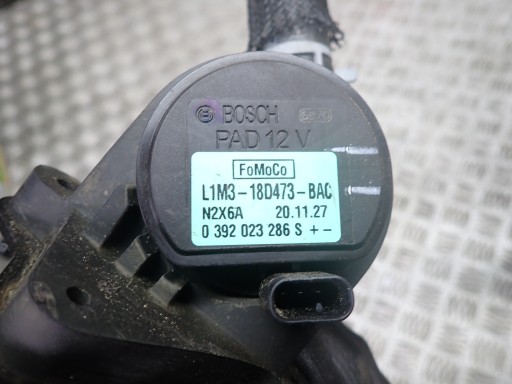 BOSCH
PAD 12 V
FoMoCo
L1M3-18D473-BAC
N2X6A 20.11.27
0 392 023 286 S + -